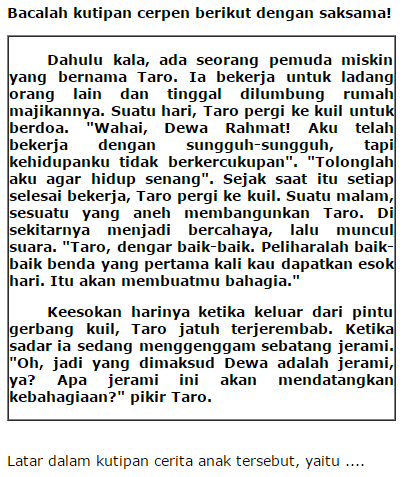 Bacalah kutipan cerpen berikut dengan saksama!
Dahulu kala, ada seorang pemuda miskin
yang bernama Taro. Ia bekerja untuk ladang
orang lain dan tinggal dilumbung rumah
majikannya. Suatu hari, Taro pergi ke kuil untuk
berdoa. "Wahai, Dewa Rahmat! Aku telah
bekerja dengan sungguh-sungguh, tapi
kehidupanku tidak berkercukupan". "Tolonglah
aku agar hidup senang". Sejak saat itu setiap
selesai bekerja, Taro pergi ke kuil. Suatu malam,
sesuatu yang aneh membangunkan Taro. Di
sekitarnya menjadi bercahaya, lalu muncul
suara. "Taro, dengar baik-baik. Peliharalah baik-
baik benda yang pertama kali kau dapatkan esok
hari. Itu akan membuatmu bahagia."
Keesokan harinya ketika keluar dari pintu
gerbang kuil, Taro jatuh terjerembab. Ketika
sadar ia sedang menggenggam sebatang jerami.
"Oh, jadi yang dimaksud Dewa adalah jerami,
ya? Apa jerami ini akan mendatangkan
kebahagiaan?" pikir Taro.
Latar dalam kutipan cerita anak tersebut, yaitu ....